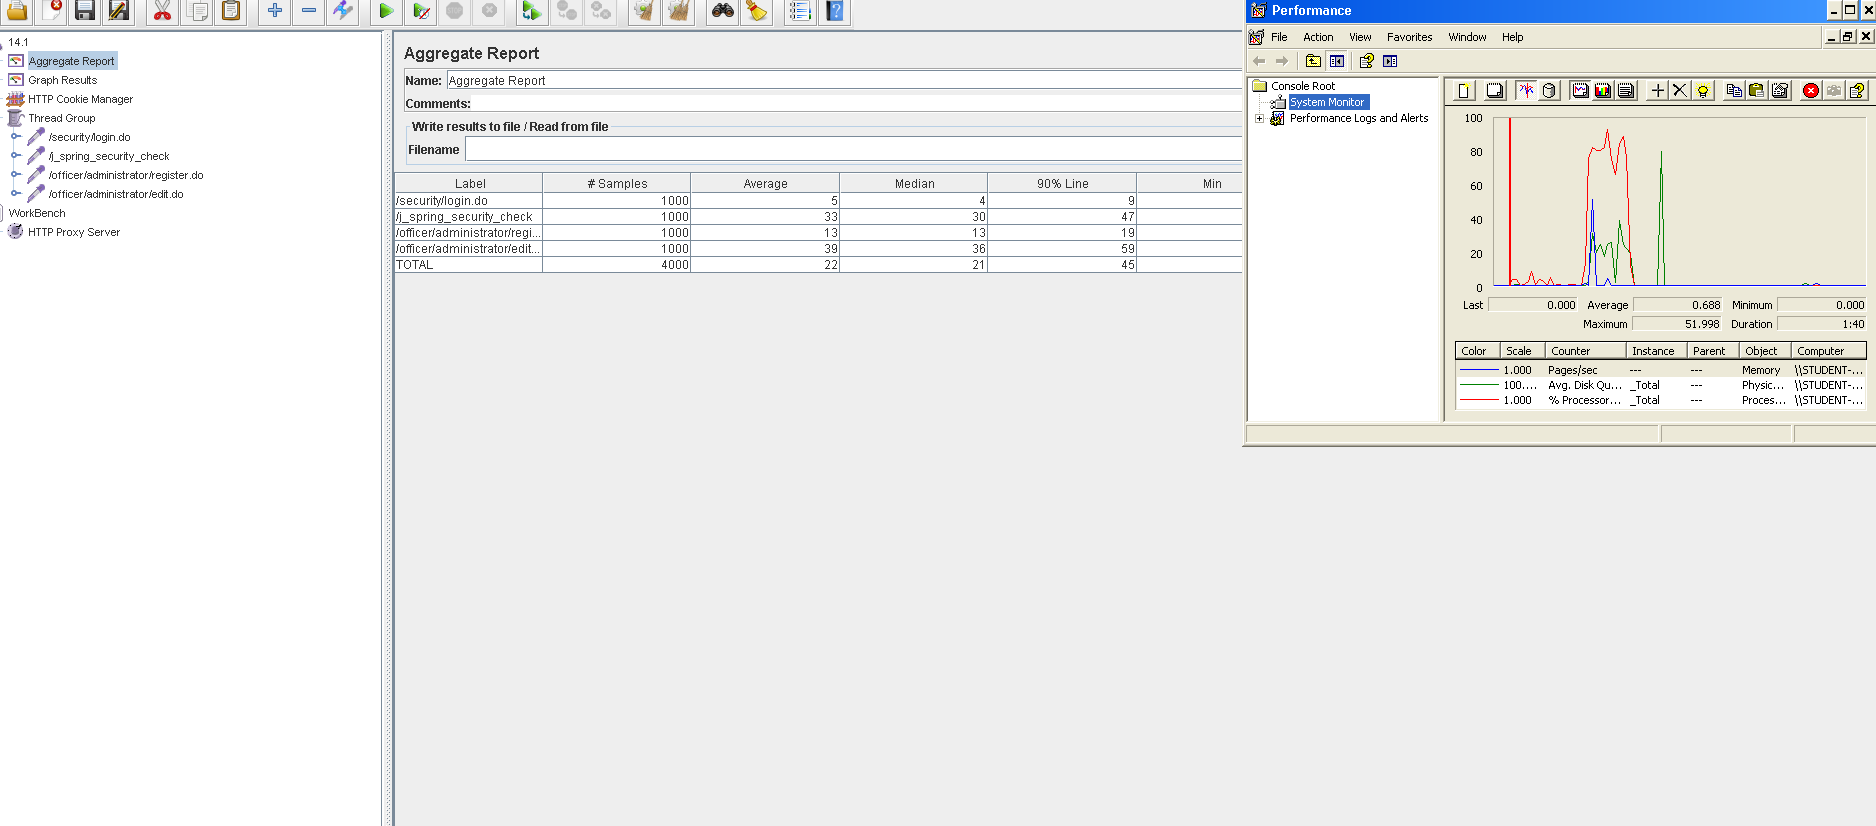 14.1
Aggregate Report
Graph Results
HTTP Cookie Manager
Thread Group
/security/login.do
/j_spring_security_check
/officer/administrator/register.do
/officer/administrator/edit.do
WorkBench
HTTP Proxy Server
Aggregate Report
Name: Aggregate Report
Comments:
Write results to file / Read from file
Filename
Label # Samples Average Median 90% Line Min
/security/login.do 1000 5 4 9
/j_spring_security_check 1000 33 30 47
/officer/administrator/regi... 1000 13 13 19
/officer/administrator/edit... 1000 39 36 59
TOTAL 4000 22 21 45
Performance
File Action View Favorites Window Help
Console Root
System Monitor
Performance Logs and Alerts
100
80
60
40
20
0
Last 0.000 Average 0.688 Minimum 0.000
Maximum 51.998 Duration 1:40
Color Scale Counter Instance Parent Object Computer
1.000 Pages/sec --- --- Memory \\STUDENT-...
100.... Avg. Disk Qu... _Total --- Physic... \\STUDENT-...
1.000 % Processor... _Total --- Proces... \\STUDENT-...